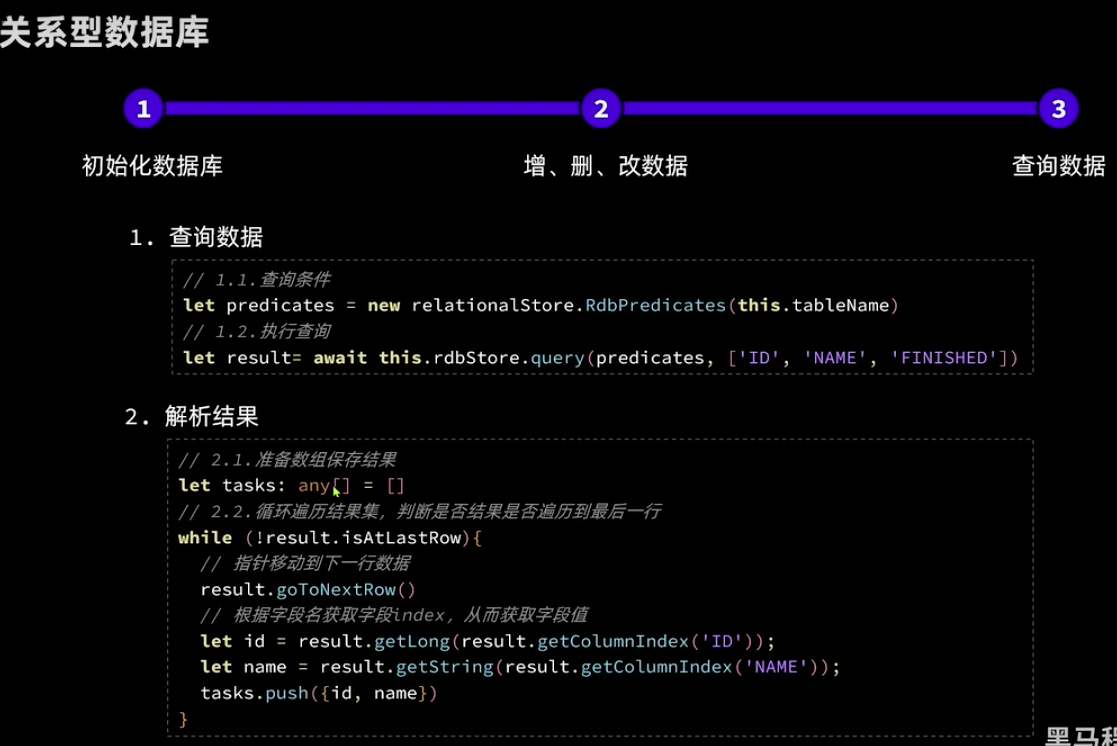 关系型数据库
1 2 3
初始化数据库 增、删、改数据 查询数据
1. 查询数据
// 1.1.查询条件
let predicates = new relationalStore.RdbPredicates(this.tableName)
// 1.2.执行查询
let result= await this.rdbStore.query(predicates, ['ID', 'NAME', 'FINISHED'])
2. 解析结果
// 2.1.准备数组保存结果
let tasks: any[] = []
// 2.2.循环遍历结果集，判断是否结果是否遍历到最后一行
while (!result.isAtLastRow){
// 指针移动到下一行数据
result.goToNextRow()
// 根据字段名获取字段index，从而获取字段值
let id = result.getLong(result.getColumnIndex('ID'));
let name = result.getString(result.getColumnIndex('NAME'));
tasks.push({id, name})
}
黑马